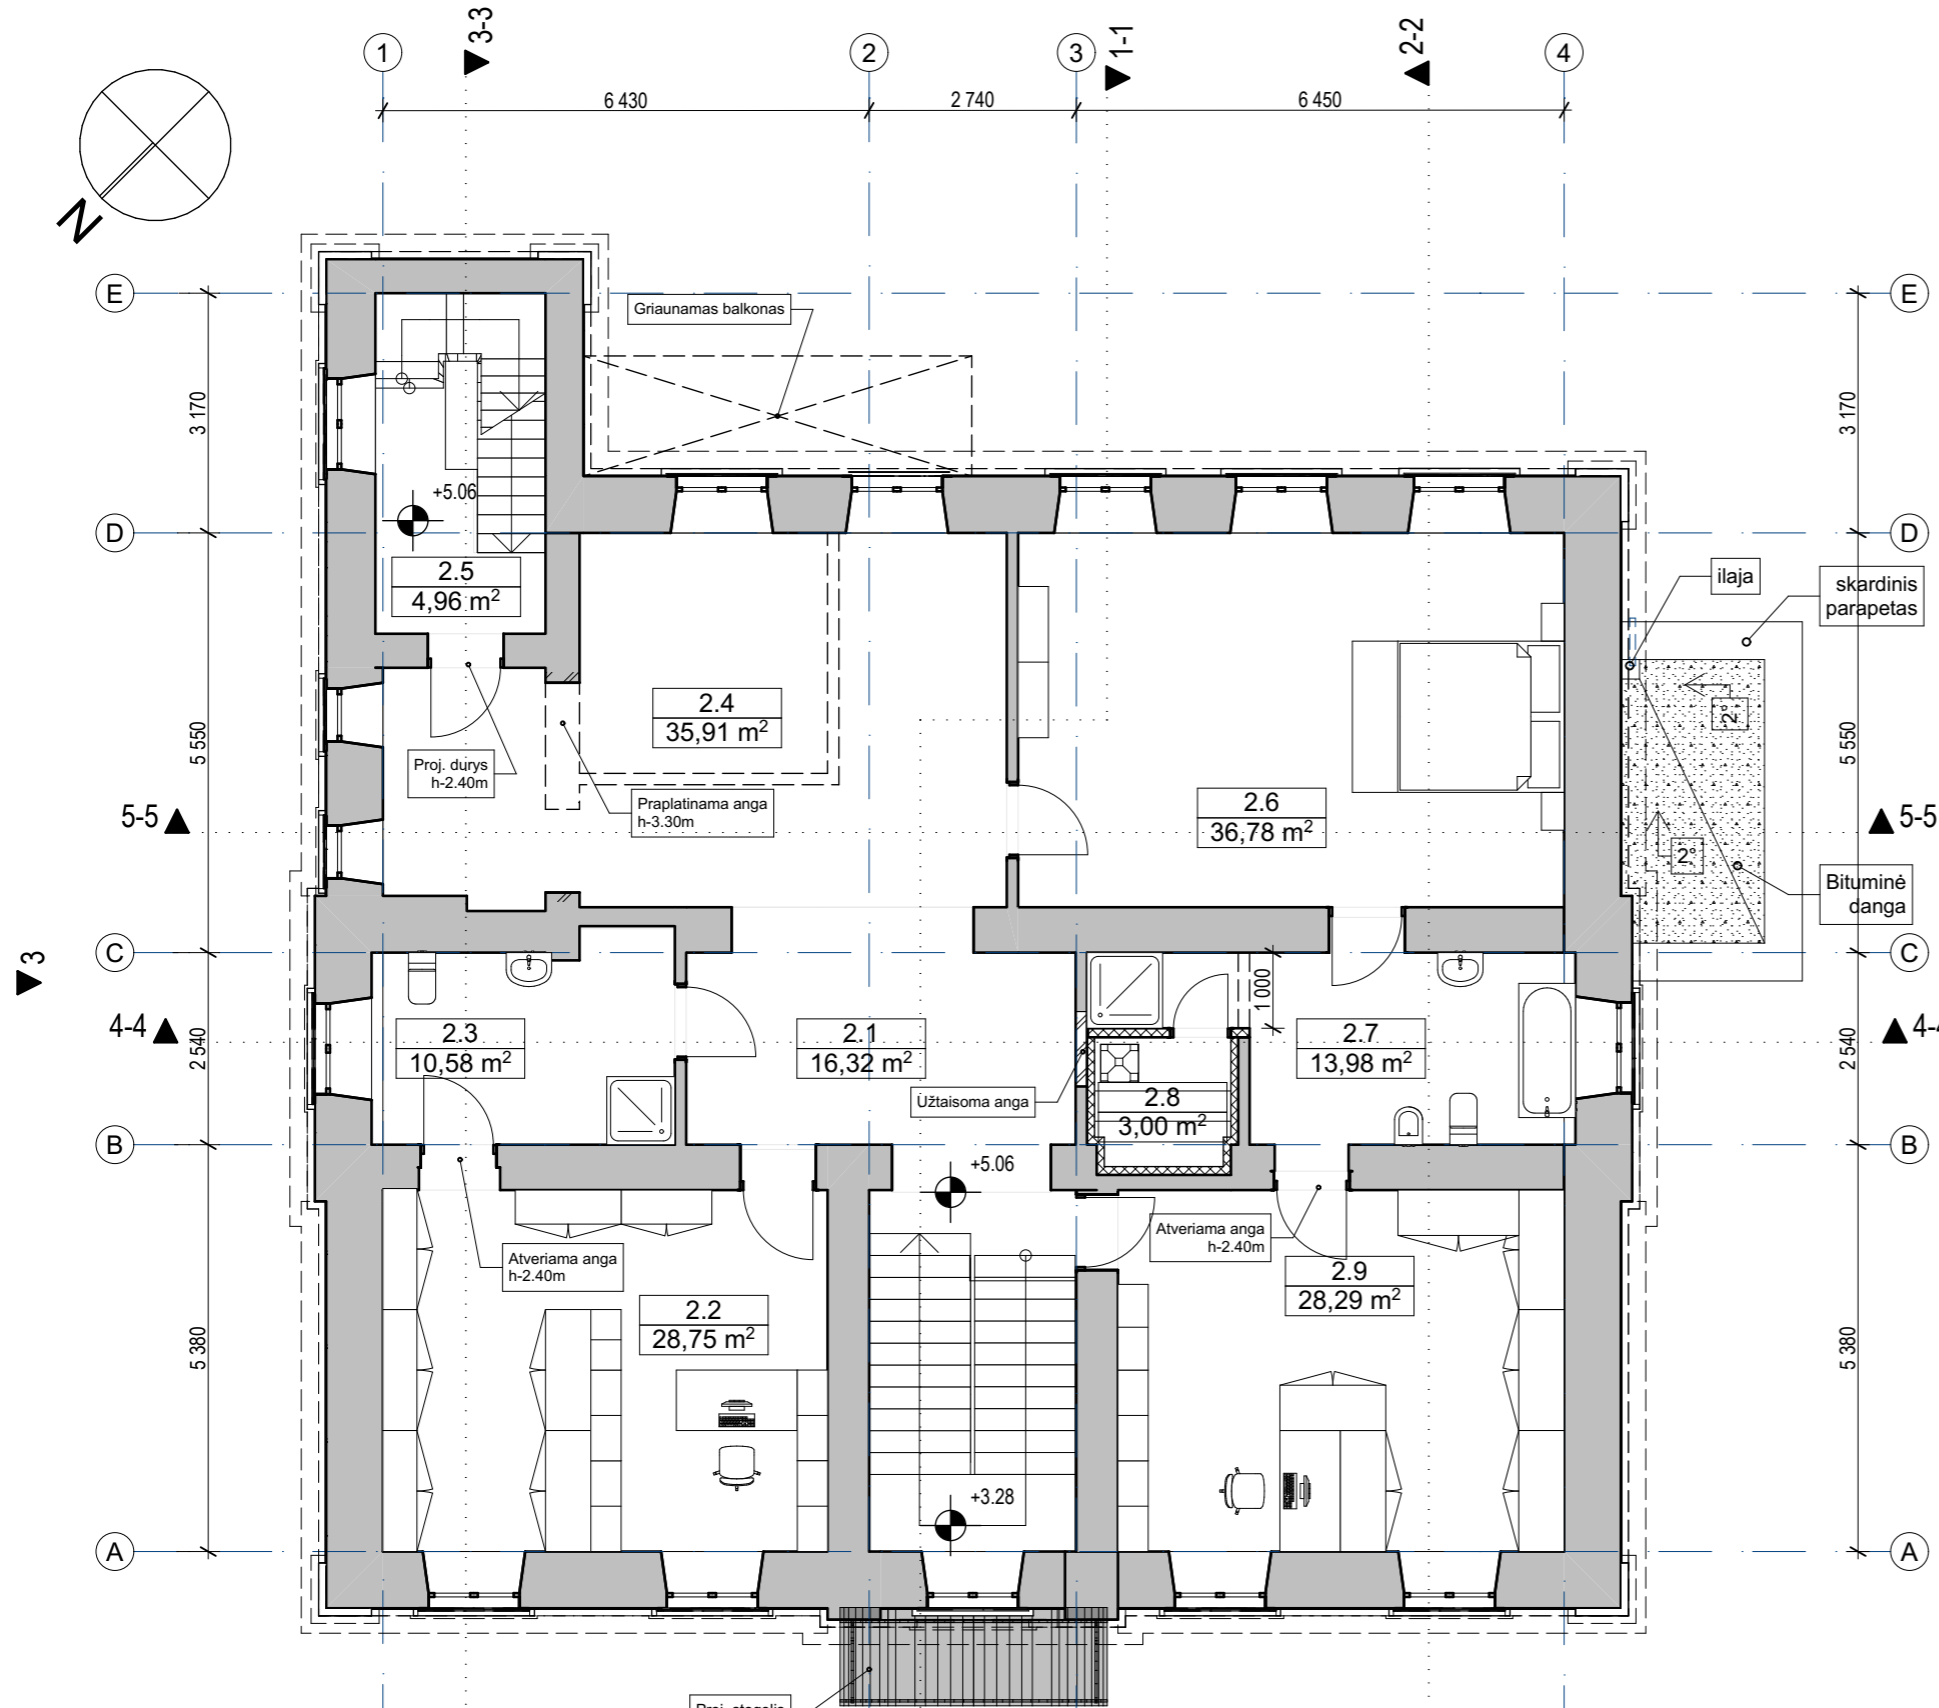 3-3
1-1
2-2
1
2
3
4
6 430
2 740
6 450
N
E
E
Griaunamas balkonas
3 170
3 170
+5.06
D
D
2.5
4,96 m²
ilaja
skardinis
parapetas
2.4
35,91 m²
2°
5 550
5 550
Proj. durys
h-2.40m
Praplatinama anga
h-3.30m
2.6
36,78 m²
5-5
5-5
2°
Bituminė
danga
C
C
3
1 000
4-4
4-4
2.3
10,58 m²
2.1
16,32 m²
2.7
13,98 m²
2 540
2 540
Užtaisoma anga
2.8
3,00 m²
B
B
+5.06
Atveriama anga
h-2.40m
Atveriama anga
h-2.40m
2.9
28,29 m²
2.2
28,75 m²
5 380
5 380
+3.28
A
A
Proj. stogelis